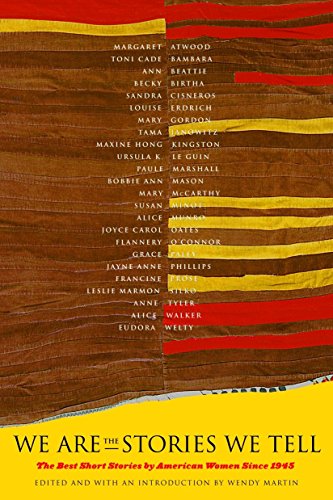 MARGARET ATWOOD
TONI CADE BAMBARA
ANN BEATTIE
BECKY BIRTHA
SANDRA CISNEROS
LOUISE ERDRICH
MARY GORDON
TAMA JANOWITZ
MAXINE HONG KINGSTON
URSULA K. LE GUIN
PAULE MARSHALL
BOBBIE ANN MASON
MARY McCARTHY
SUSAN MINOT
ALICE MUNRO
JOYCE CAROL OATES
FLANNERY O'CONNOR
GRACE PALEY
JAYNE ANNE PHILLIPS
FRANCINE PROSE
LESLIE MARMON SILKO
ANNE TYLER
ALICE WALKER
EUDORA WELTY
WE ARE THE STORIES WE TELL
The Best Short Stories by American Women Since 1945
EDITED AND WITH AN INTRODUCTION BY WENDY MARTIN